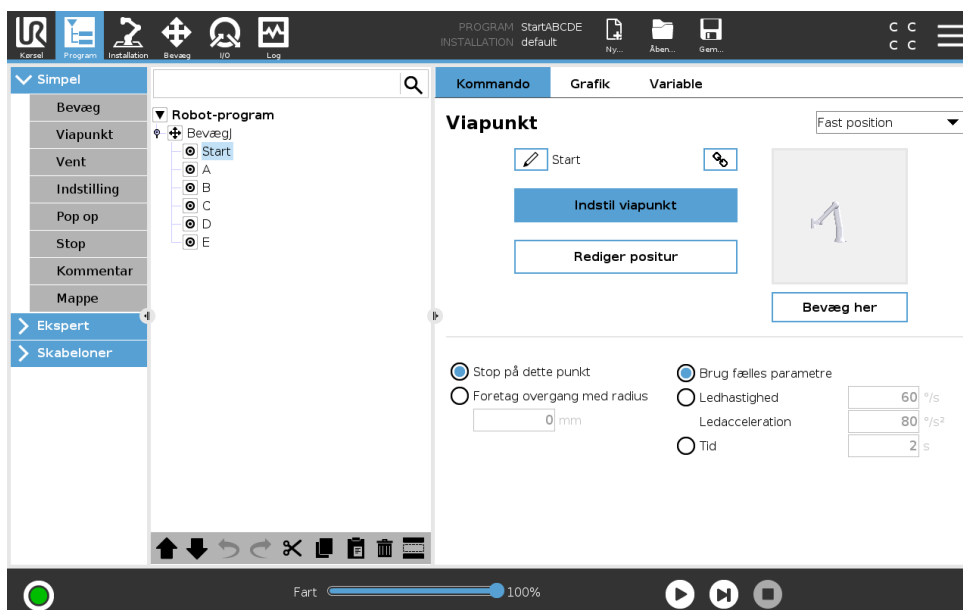 UR
PROGRAM StartABCDE
INSTALLATION default
Kørsel Program Installation Bevæg I/O Log
Ny... Åben... Gem...
C C
C C
Simpel
Bevæg
Viapunkt
Vent
Indstilling
Pop op
Stop
Kommentar
Mappe
Ekspert
Skabeloner
Robot-program
BevægJ
Start
A
B
C
D
E
Kommando Grafik Variable
Viapunkt
Fast position
Start
Indstil viapunkt
Rediger positur
Bevæg her
Stop på dette punkt
Foretag overgang med radius
0 mm
Brug fælles parametre
Ledhastighed 60 °/s
Ledacceleration 80 °/s²
Tid 2 s
Fart 100%